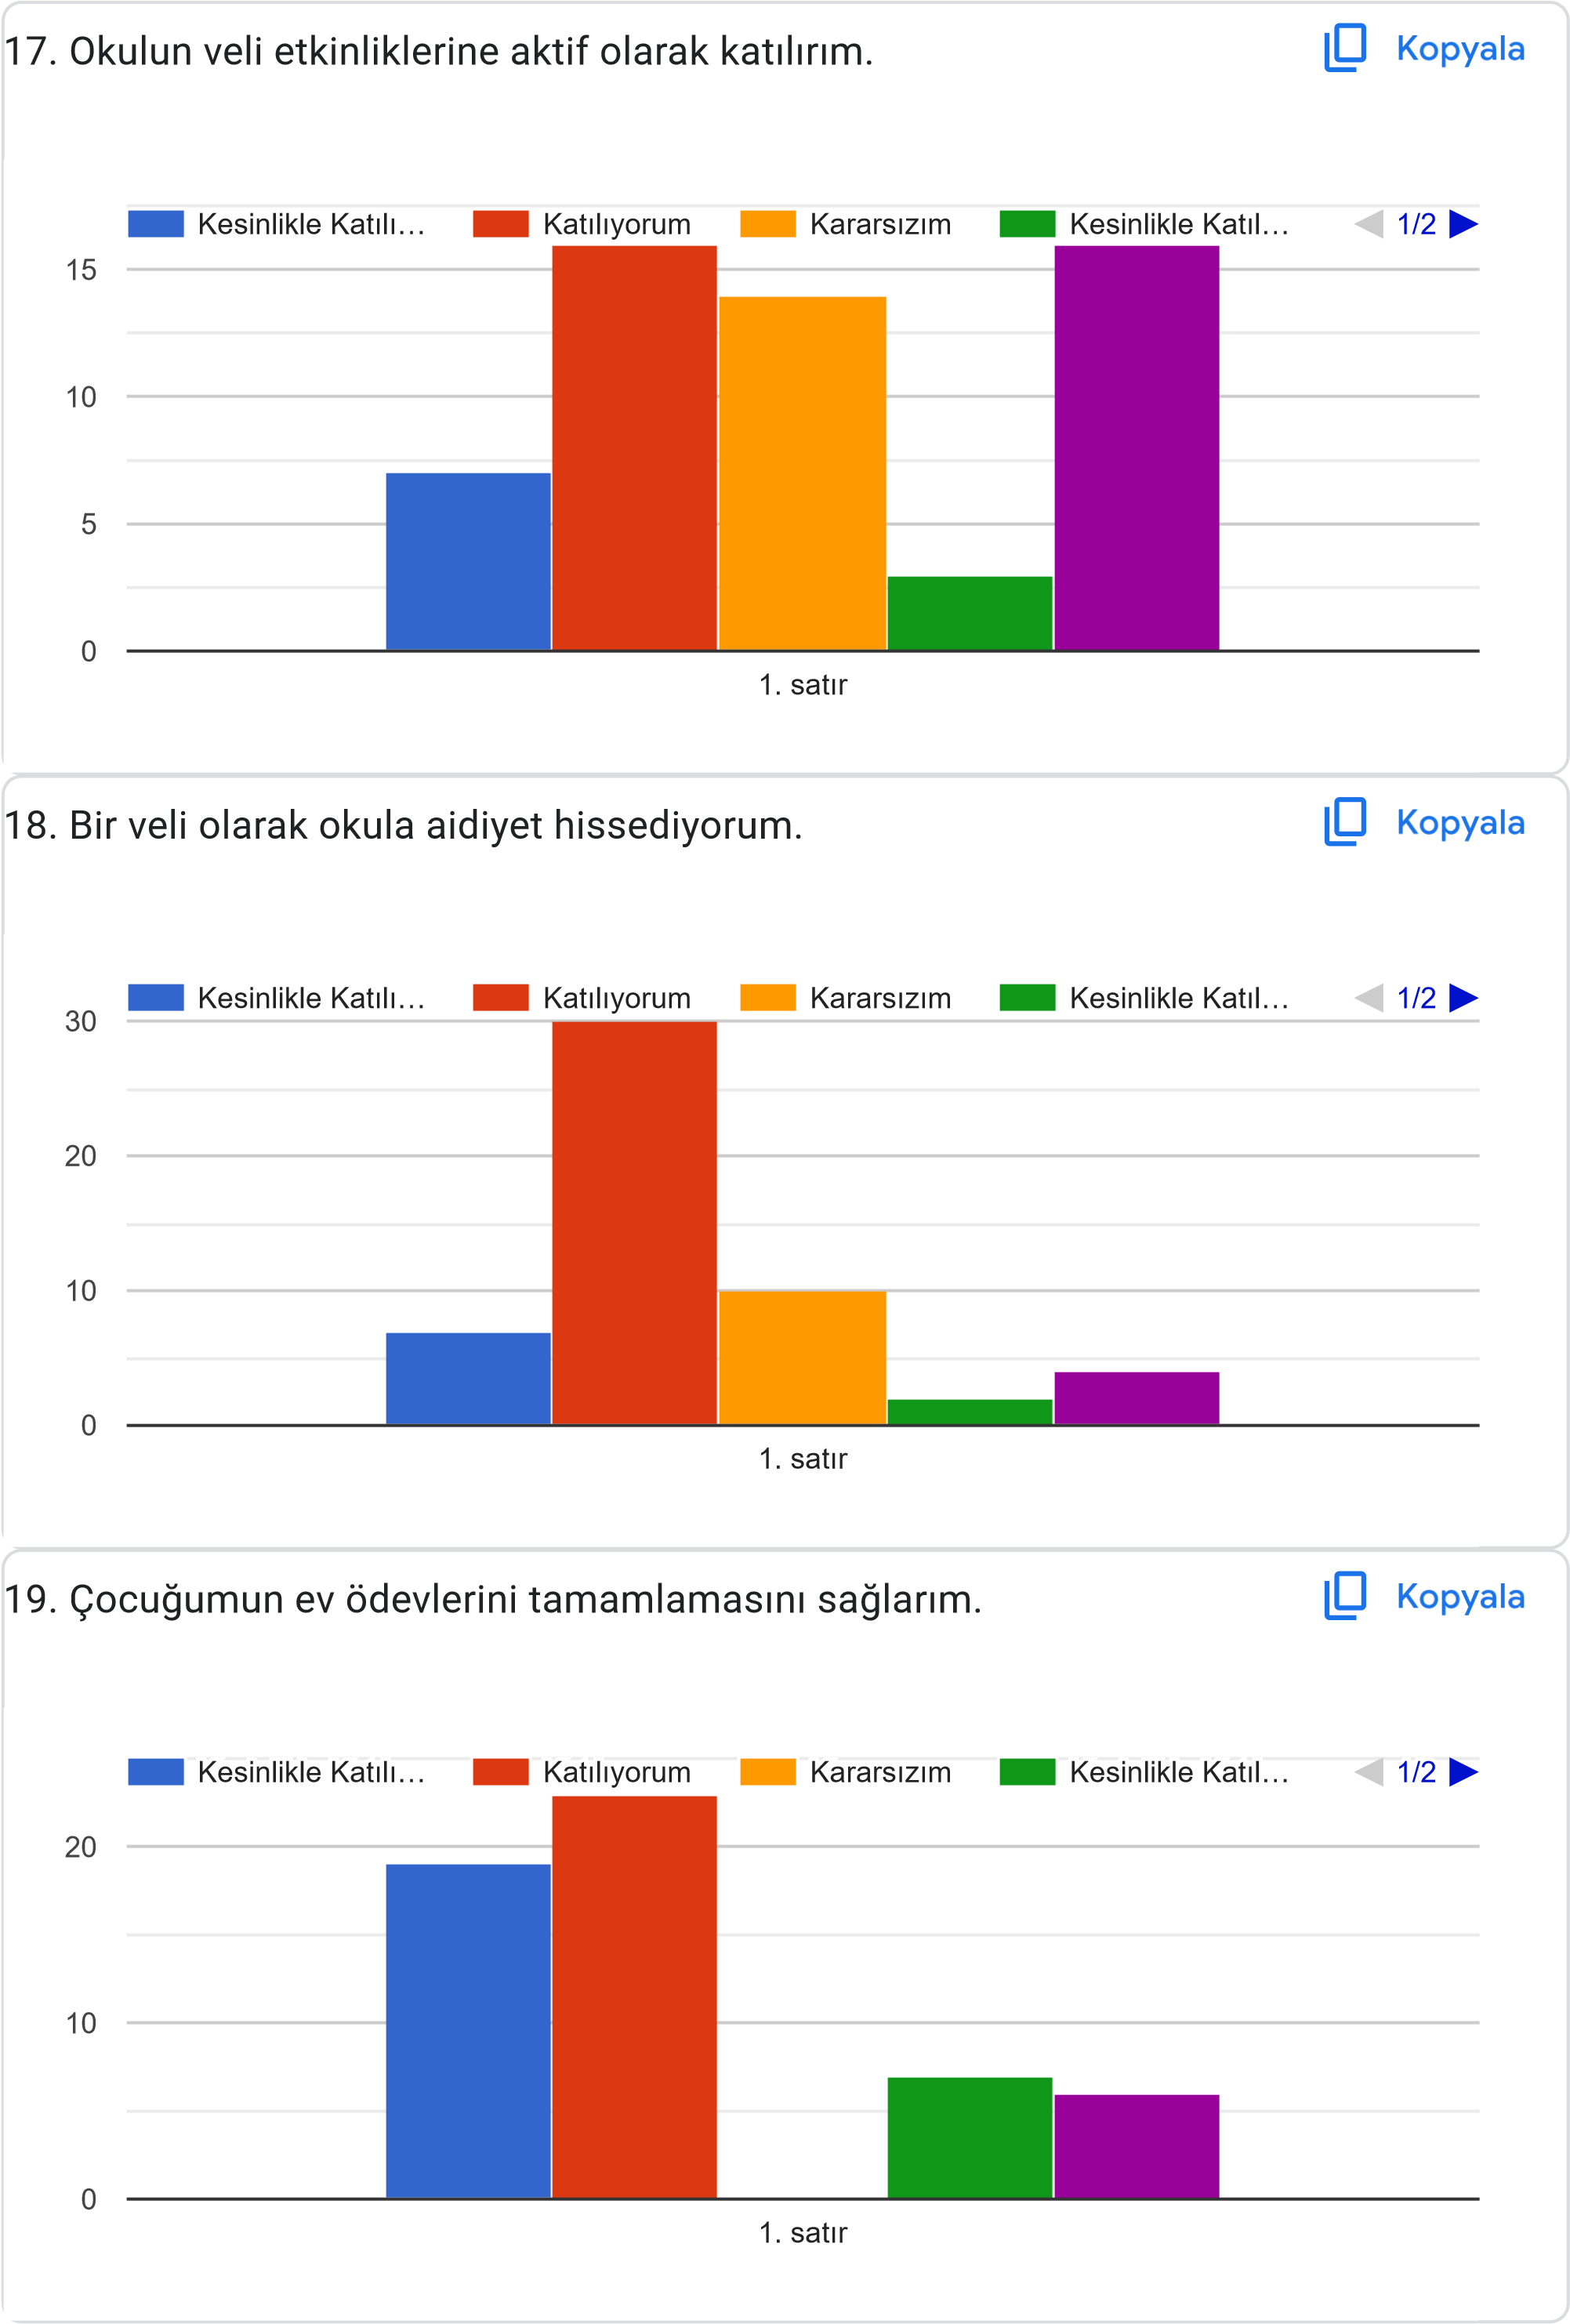 17. Okulun veli etkinliklerine aktif olarak katılırım.
Kopyala
Kesinlikle Katılı… Katılıyorum Kararsızım Kesinlikle Katıl… 1/2
15
10
5
0
1. satır
18. Bir veli olarak okula aidiyet hissediyorum.
Kopyala
Kesinlikle Katılı… Katılıyorum Kararsızım Kesinlikle Katıl… 1/2
30
20
10
0
1. satır
19. Çocuğumun ev ödevlerini tamamlamasını sağlarım.
Kopyala
Kesinlikle Katılı… Katılıyorum Kararsızım Kesinlikle Katıl… 1/2
20
10
0
1. satır